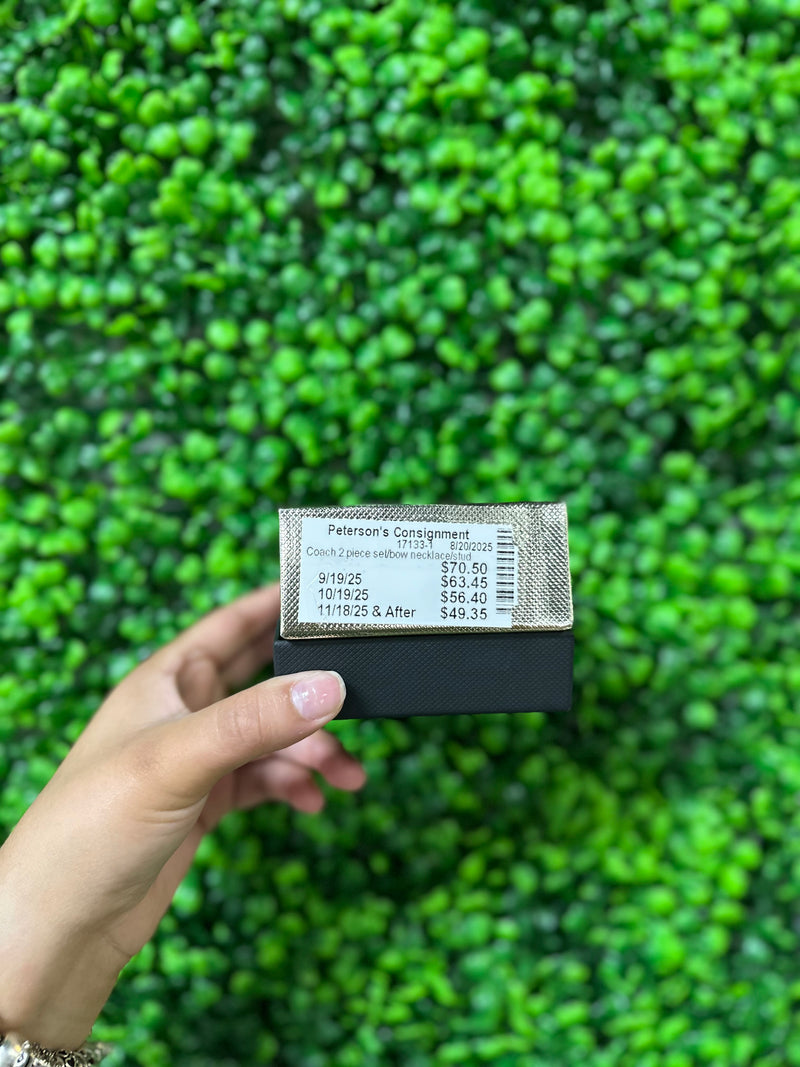 Peterson's Consignment
17133-1 8/20/2025
Coach 2 piece set/bow necklace/stud
$70.50
9/19/25 $63.45
10/19/25 $56.40
11/18/25 & After $49.35